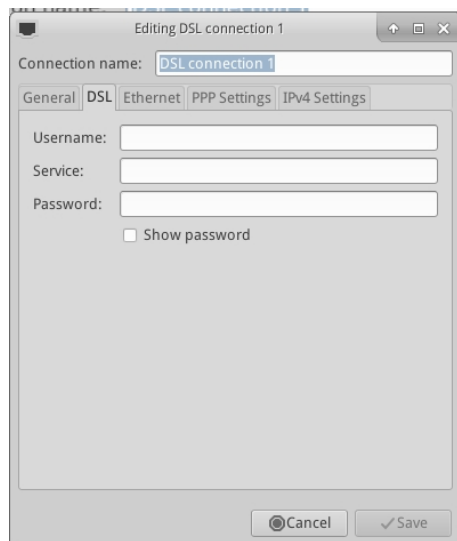 Editing DSL connection 1
Connection name: DSL connection 1
General DSL Ethernet PPP Settings IPv4 Settings
Username:
Service:
Password:
Show password
Cancel Save